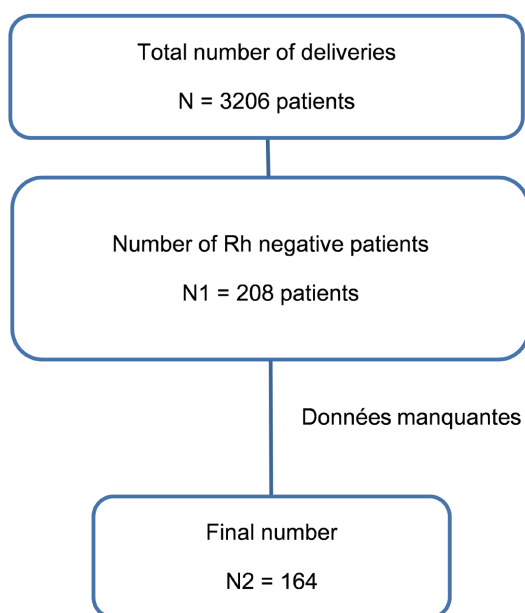 Total number of deliveries
N = 3206 patients
Number of Rh negative patients
N1 = 208 patients
Données manquantes
Final number
N2 = 164